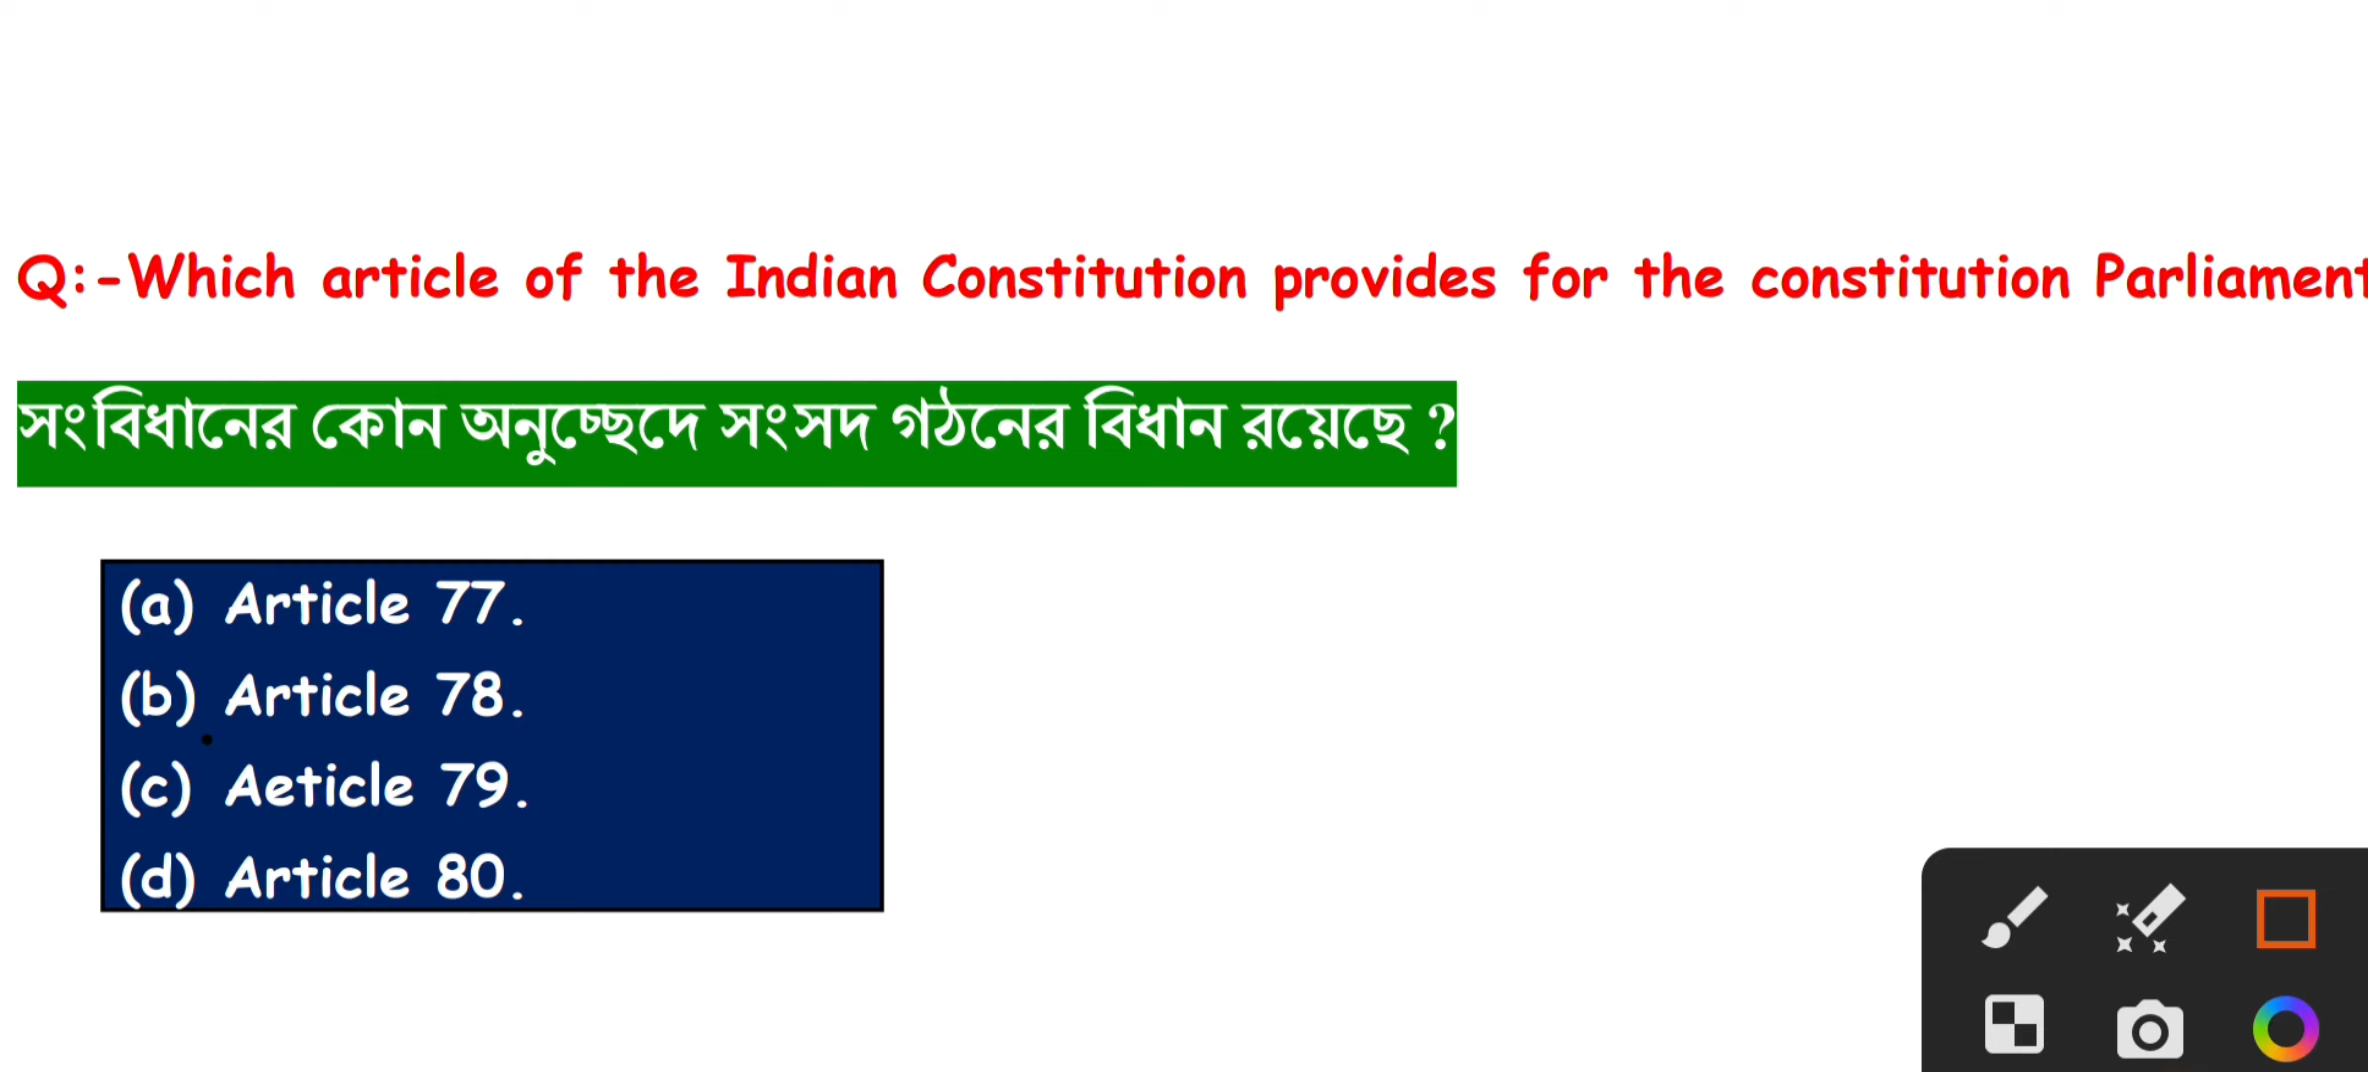 Q:-Which article of the Indian Constitution provides for the constitution Parliament
সংবিধানের কোন অনুচ্ছেদে সংসদ গঠনের বিধান রয়েছে ?
(a) Article 77.
(b) Article 78.
(c) Aeticle 79.
(d) Article 80.